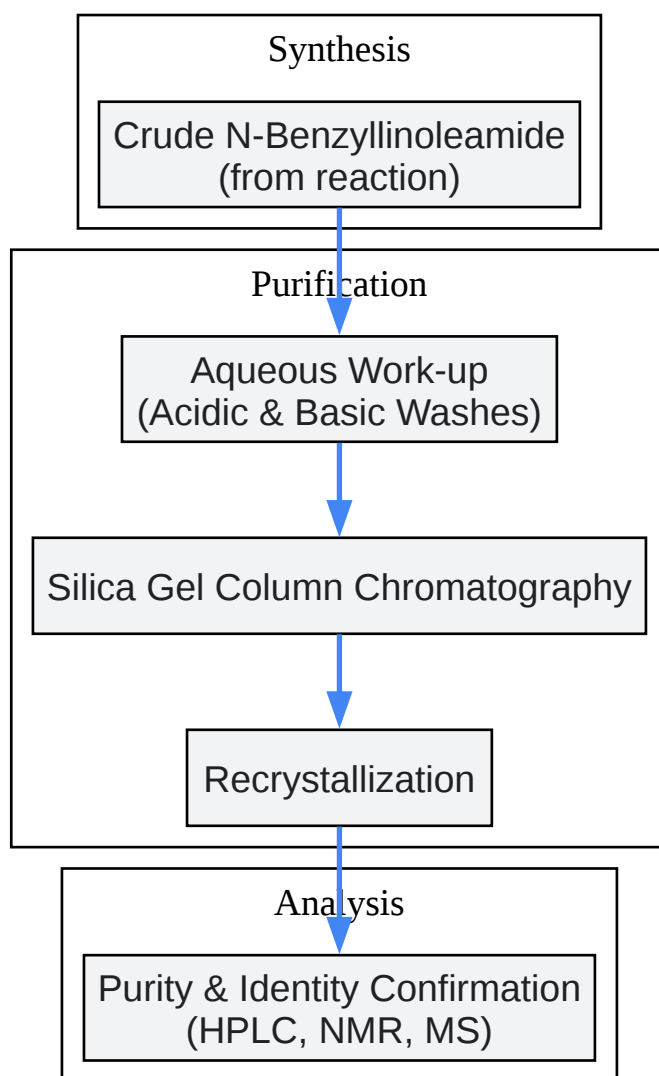 Synthesis
Crude N-Benzyllinoleamide
(from reaction)
Purification
Aqueous Work-up
(Acidic & Basic Washes)
Silica Gel Column Chromatography
Recrystallization
Analysis
Purity & Identity Confirmation
(HPLC, NMR, MS)